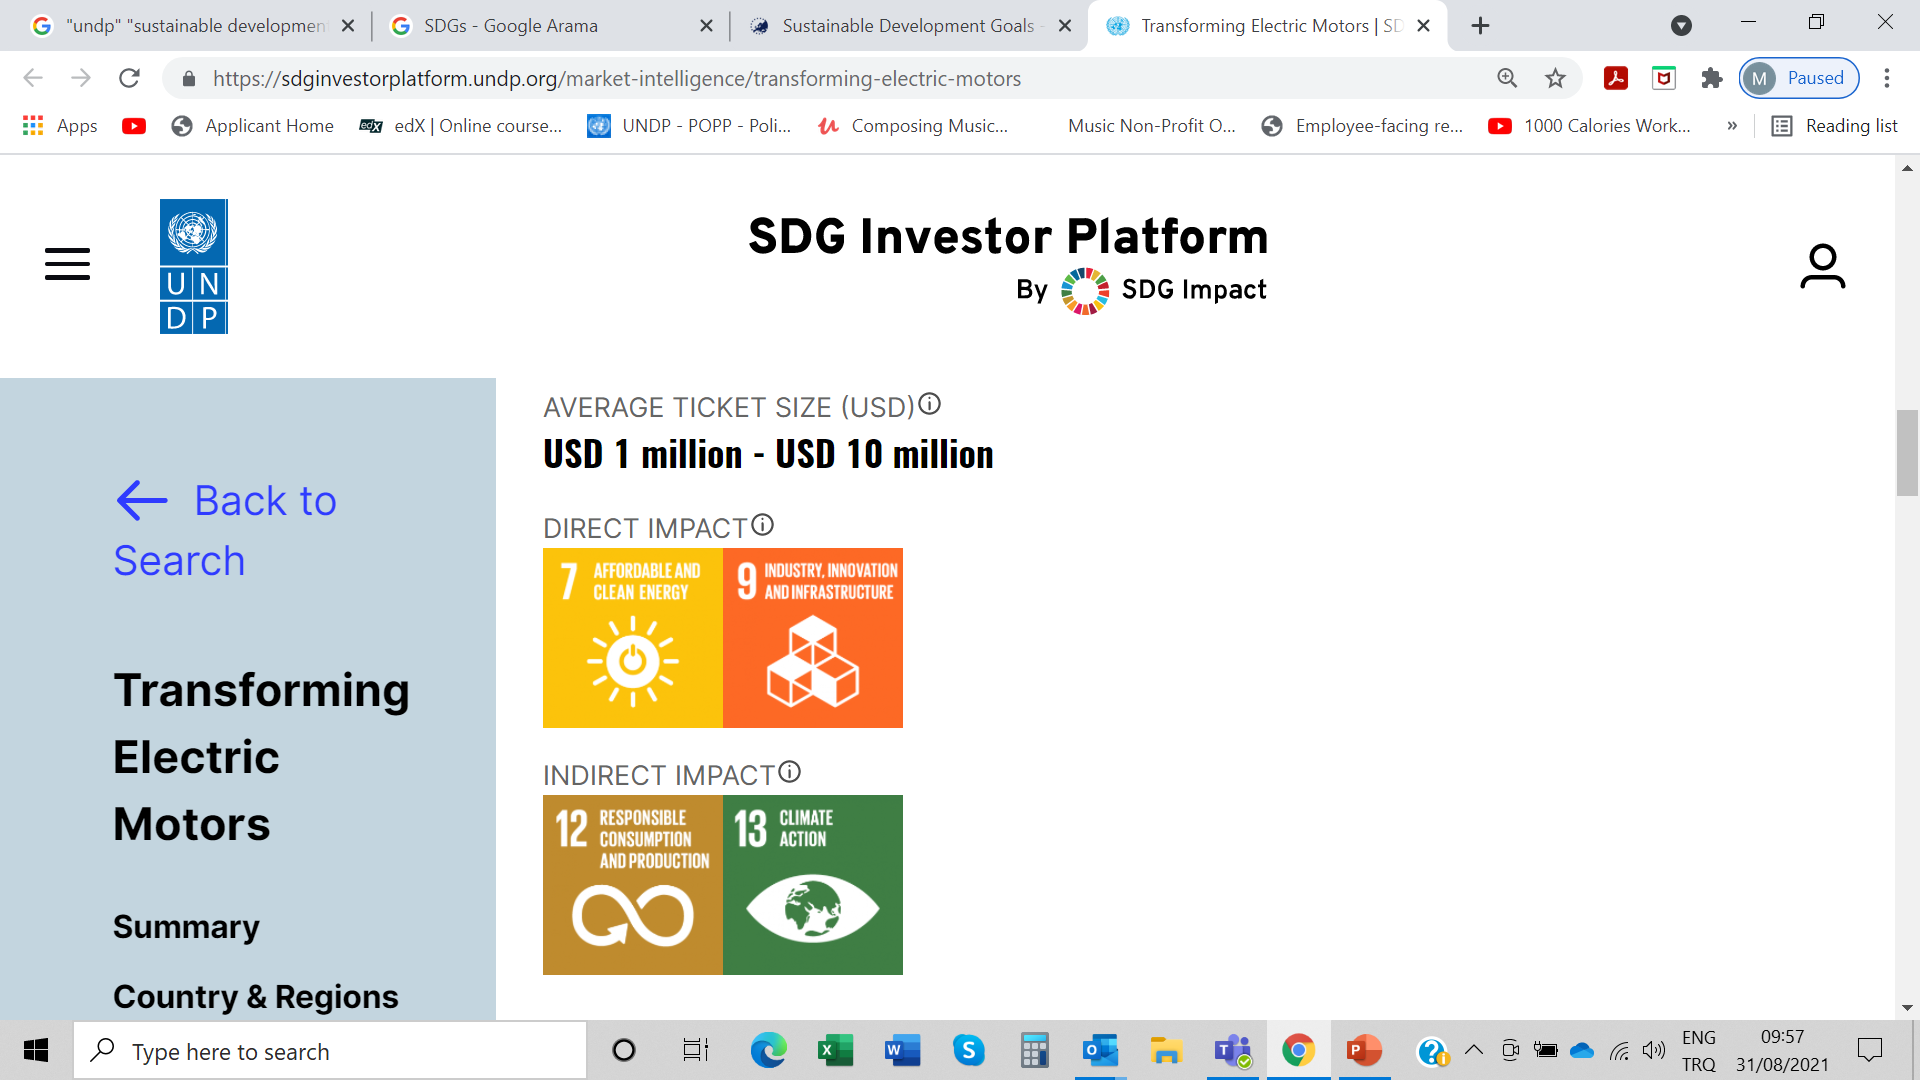 "undp" "sustainable developmen
SDGs - Google Arama
Sustainable Development Goals -
Transforming Electric Motors | SD
https://sdginvestorplatform.undp.org/market-intelligence/transforming-electric-motors
M Paused
Apps
Applicant Home
edX
edX | Online course...
UNDP - POPP - Poli...
Composing Music...
Music Non-Profit O...
Employee-facing re...
1000 Calories Work...
»
Reading list
UN
DP
SDG Investor Platform
By SDG Impact
Back to
Search
Transforming
Electric
Motors
Summary
Country & Regions
AVERAGE TICKET SIZE (USD)
USD 1 million - USD 10 million
DIRECT IMPACT
7 AFFORDABLE AND
CLEAN ENERGY
9 INDUSTRY, INNOVATION
AND INFRASTRUCTURE
INDIRECT IMPACT
12 RESPONSIBLE
CONSUMPTION
AND PRODUCTION
13 CLIMATE
ACTION
Type here to search
ENG
TRQ
09:57
31/08/2021